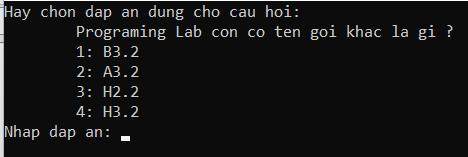 Hay chon dap an dung cho cau hoi:
Programing Lab con co ten goi khac la gi ?
1: B3.2
2: A3.2
3: H2.2
4: H3.2
Nhap dap an: